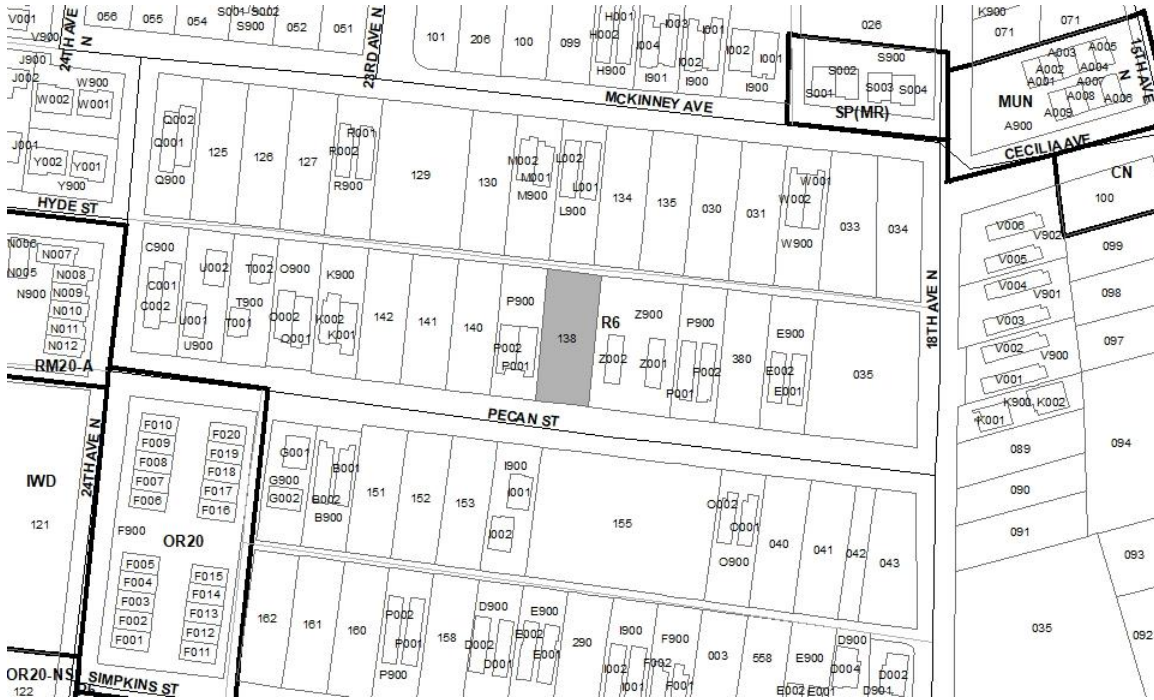 V001
056
055
054
S001
S002
S900
052
051
24TH AVE N
V900
23RD AVE N
101
206
100
099
H001
H002
H900
I003
I004
I001
I002
I901
I900
I002
I001
I900
026
K900
071
071
S900
S002
S001
S003
S004
SP(MR)
MCKINNEY AVE
A003
A005
A002
A004
A001
A007
A008
A006
A009
MUN
A900
15TH AVE N
CECILIA AVE
CN
100
J900
J002
W900
W002
W001
J001
Y002
Y001
Y900
HYDE ST
Q002
Q001
Q900
125
126
127
R001
R002
R900
129
130
M002
M001
M900
L002
L001
L900
134
135
030
031
W001
W002
W900
033
034
V006
V902
V005
V004
V901
V003
V002
V900
V001
K900
K002
K001
099
098
097
18TH AVE N
N006
N007
N005
N008
N900
N009
N010
N011
N012
RM20-A
C900
C001
C002
U002
U001
U900
T002
T900
T001
O900
O002
O001
K900
K002
K001
142
141
140
P900
P002
P001
138
R6
Z900
Z002
Z001
P900
P001
P002
380
E900
E002
E001
035
PECAN ST
24TH AVE N
IWD
121
F010
F009
F008
F007
F006
F020
F019
F018
F017
F016
F900
OR20
F005
F004
F003
F002
F001
F015
F014
F013
F012
F011
G001
G900
G002
B001
B002
B900
151
152
153
I900
I001
I002
155
O002
O001
O900
040
041
042
043
089
090
091
094
093
035
092
162
161
160
P002
P001
P900
158
D900
D002
D001
E900
E002
E001
290
I900
I002
I001
F900
F002
F001
003
558
E900
E002
E001
D900
D004
D901
D002
OR20-NS
122
SIMPKINS ST